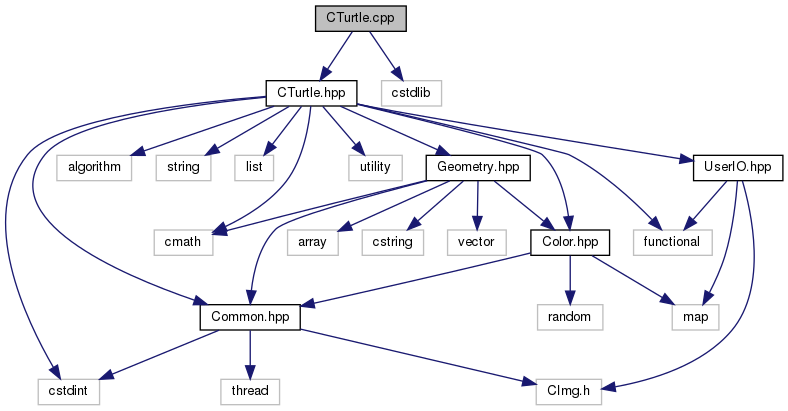 CTurtle.cpp
CTurtle.hpp
cstdlib
algorithm
string
list
utility
Geometry.hpp
UserIO.hpp
cmath
array
cstring
vector
Color.hpp
functional
Common.hpp
random
map
cstdint
thread
CImg.h